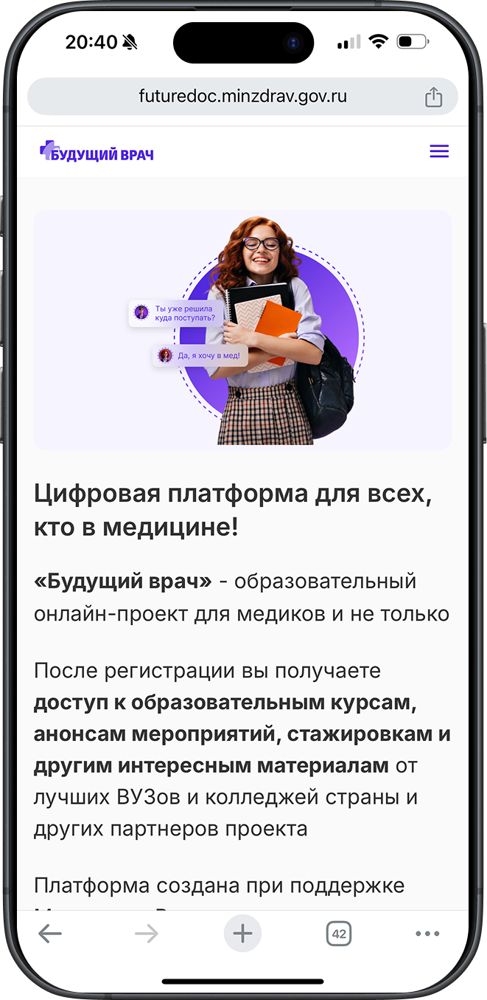 20:40
futuredoc.minzdrav.gov.ru
БУДУЩИЙ ВРАЧ
Ты уже решила
куда поступать?
Да, я хочу в мед!
Цифровая платформа для всех,
кто в медицине!
«Будущий врач» - образовательный
онлайн-проект для медиков и не только
После регистрации вы получаете
доступ к образовательным курсам,
анонсам мероприятий, стажировкам и
другим интересным материалам от
лучших ВУЗов и колледжей страны и
других партнеров проекта
Платформа создана при поддержке
42